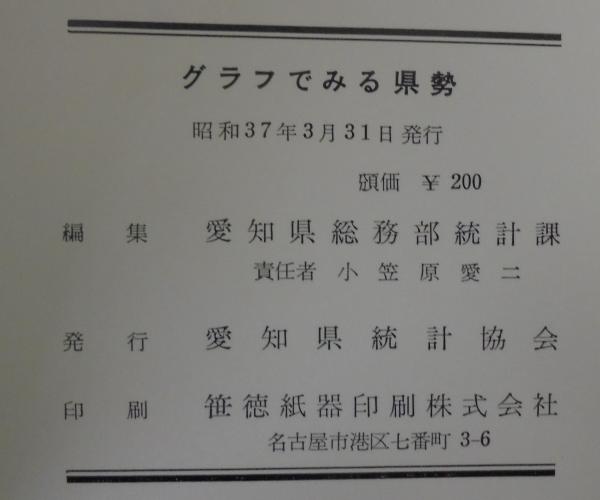 グラフでみる県勢
昭和37年3月31日発行
頒価 ¥ 200
編集 愛知県総務部統計課
責任者 小笠原愛二
発行 愛知県統計協会
印刷 笹徳紙器印刷株式会社
名古屋市港区七番町 3-6